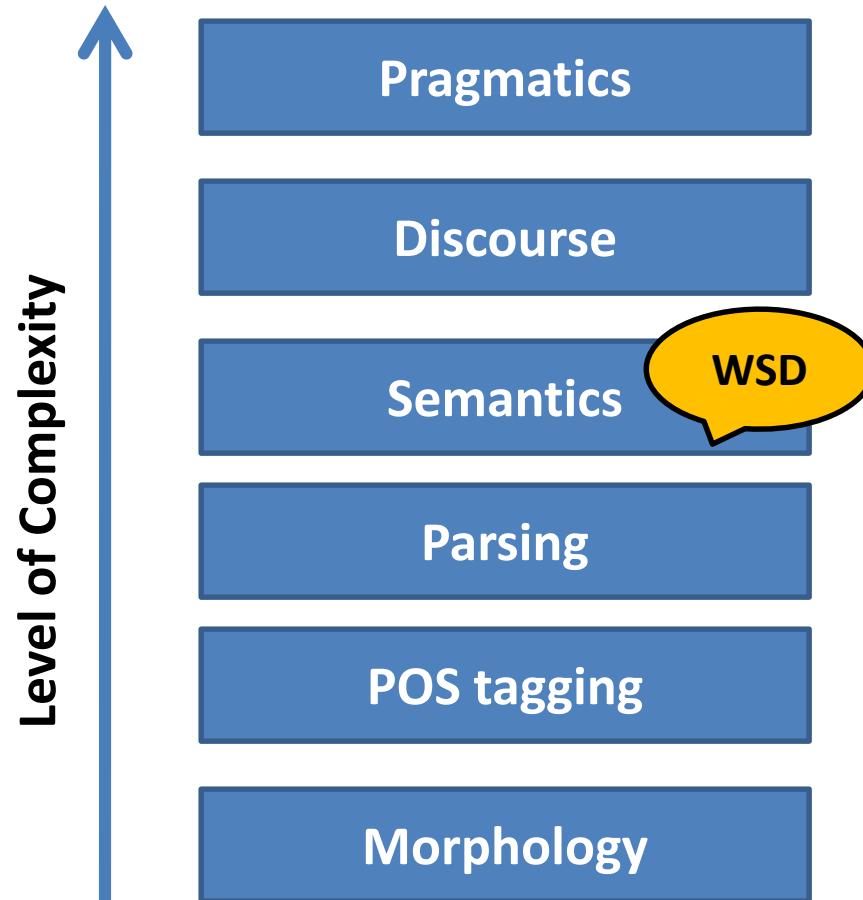 Pragmatics
Discourse
Semantics
WSD
Parsing
POS tagging
Morphology
Level of Complexity